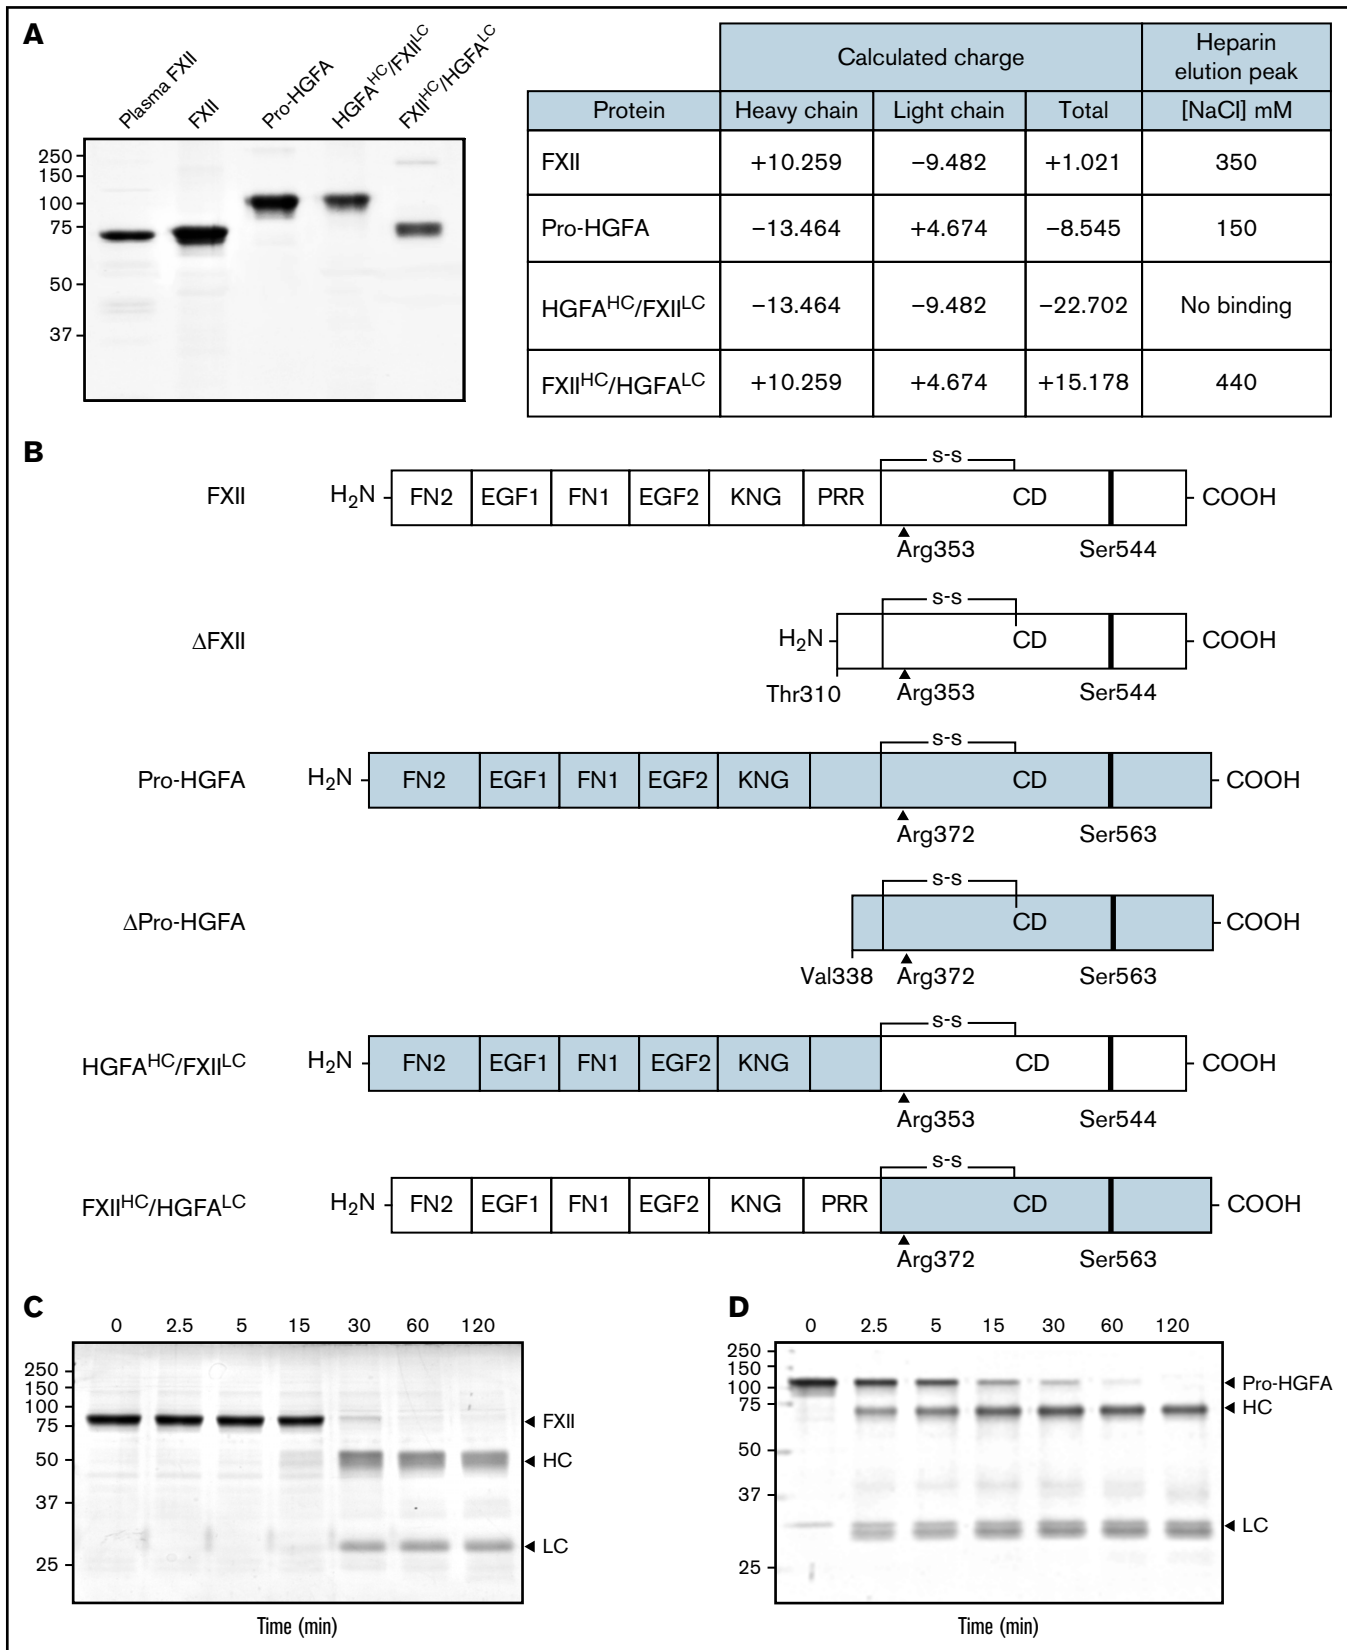 A
Plasma FXII
FXII
Pro-HGFA
HGFA^HC/FXII^LC
FXII^HC/HGFA^LC
250
150
100
75
50
37
Calculated charge
Heparin
elution peak
Protein
Heavy chain
Light chain
Total
[NaCl] mM
FXII +10.259 −9.482 +1.021 350
Pro-HGFA −13.464 +4.674 −8.545 150
HGFA^HC/FXII^LC −13.464 −9.482 −22.702 No binding
FXII^HC/HGFA^LC +10.259 +4.674 +15.178 440
B
s-s
FXII H₂N FN2 EGF1 FN1 EGF2 KNG PRR CD COOH
Arg353 Ser544
s-s
ΔFXII H₂N CD COOH
Thr310 Arg353 Ser544
s-s
Pro-HGFA H₂N FN2 EGF1 FN1 EGF2 KNG CD COOH
Arg372 Ser563
s-s
ΔPro-HGFA CD COOH
Val338 Arg372 Ser563
s-s
HGFA^HC/FXII^LC H₂N FN2 EGF1 FN1 EGF2 KNG CD COOH
Arg353 Ser544
s-s
FXII^HC/HGFA^LC H₂N FN2 EGF1 FN1 EGF2 KNG PRR CD COOH
Arg372 Ser563
C
0 2.5 5 15 30 60 120
250
150
100
75
50
37
25
FXII
HC
LC
Time (min)
D
0 2.5 5 15 30 60 120
250
150
100
75
50
37
25
Pro-HGFA
HC
LC
Time (min)